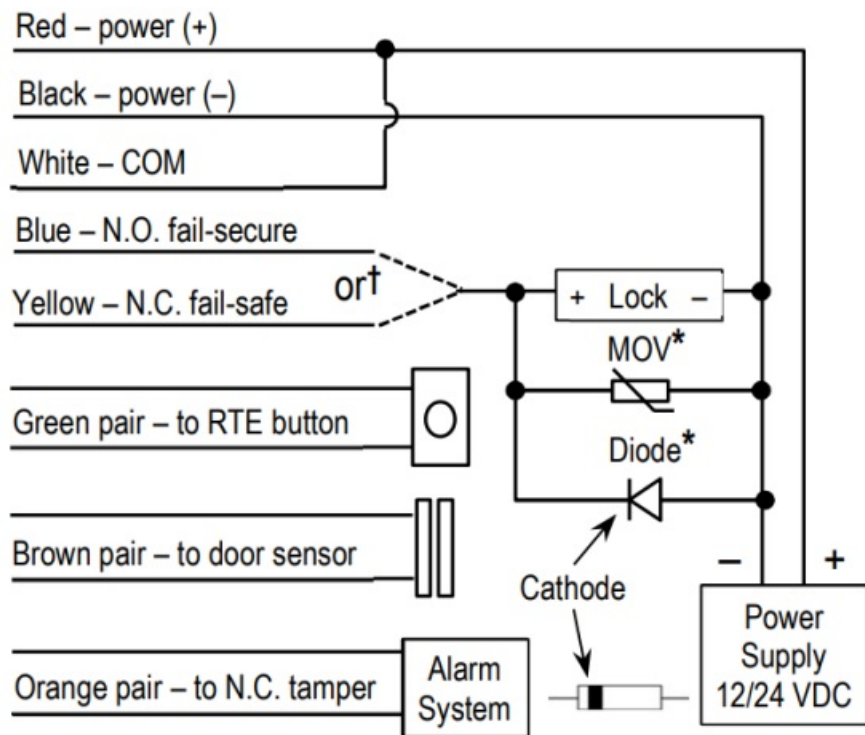 Red – power (+)
Black – power (–)
White – COM
Blue – N.O. fail-secure
or†
Yellow – N.C. fail-safe
+ Lock –
MOV*
Green pair – to RTE button
Diode*
Brown pair – to door sensor
Cathode
– +
Power
Supply
12/24 VDC
Orange pair – to N.C. tamper
Alarm
System